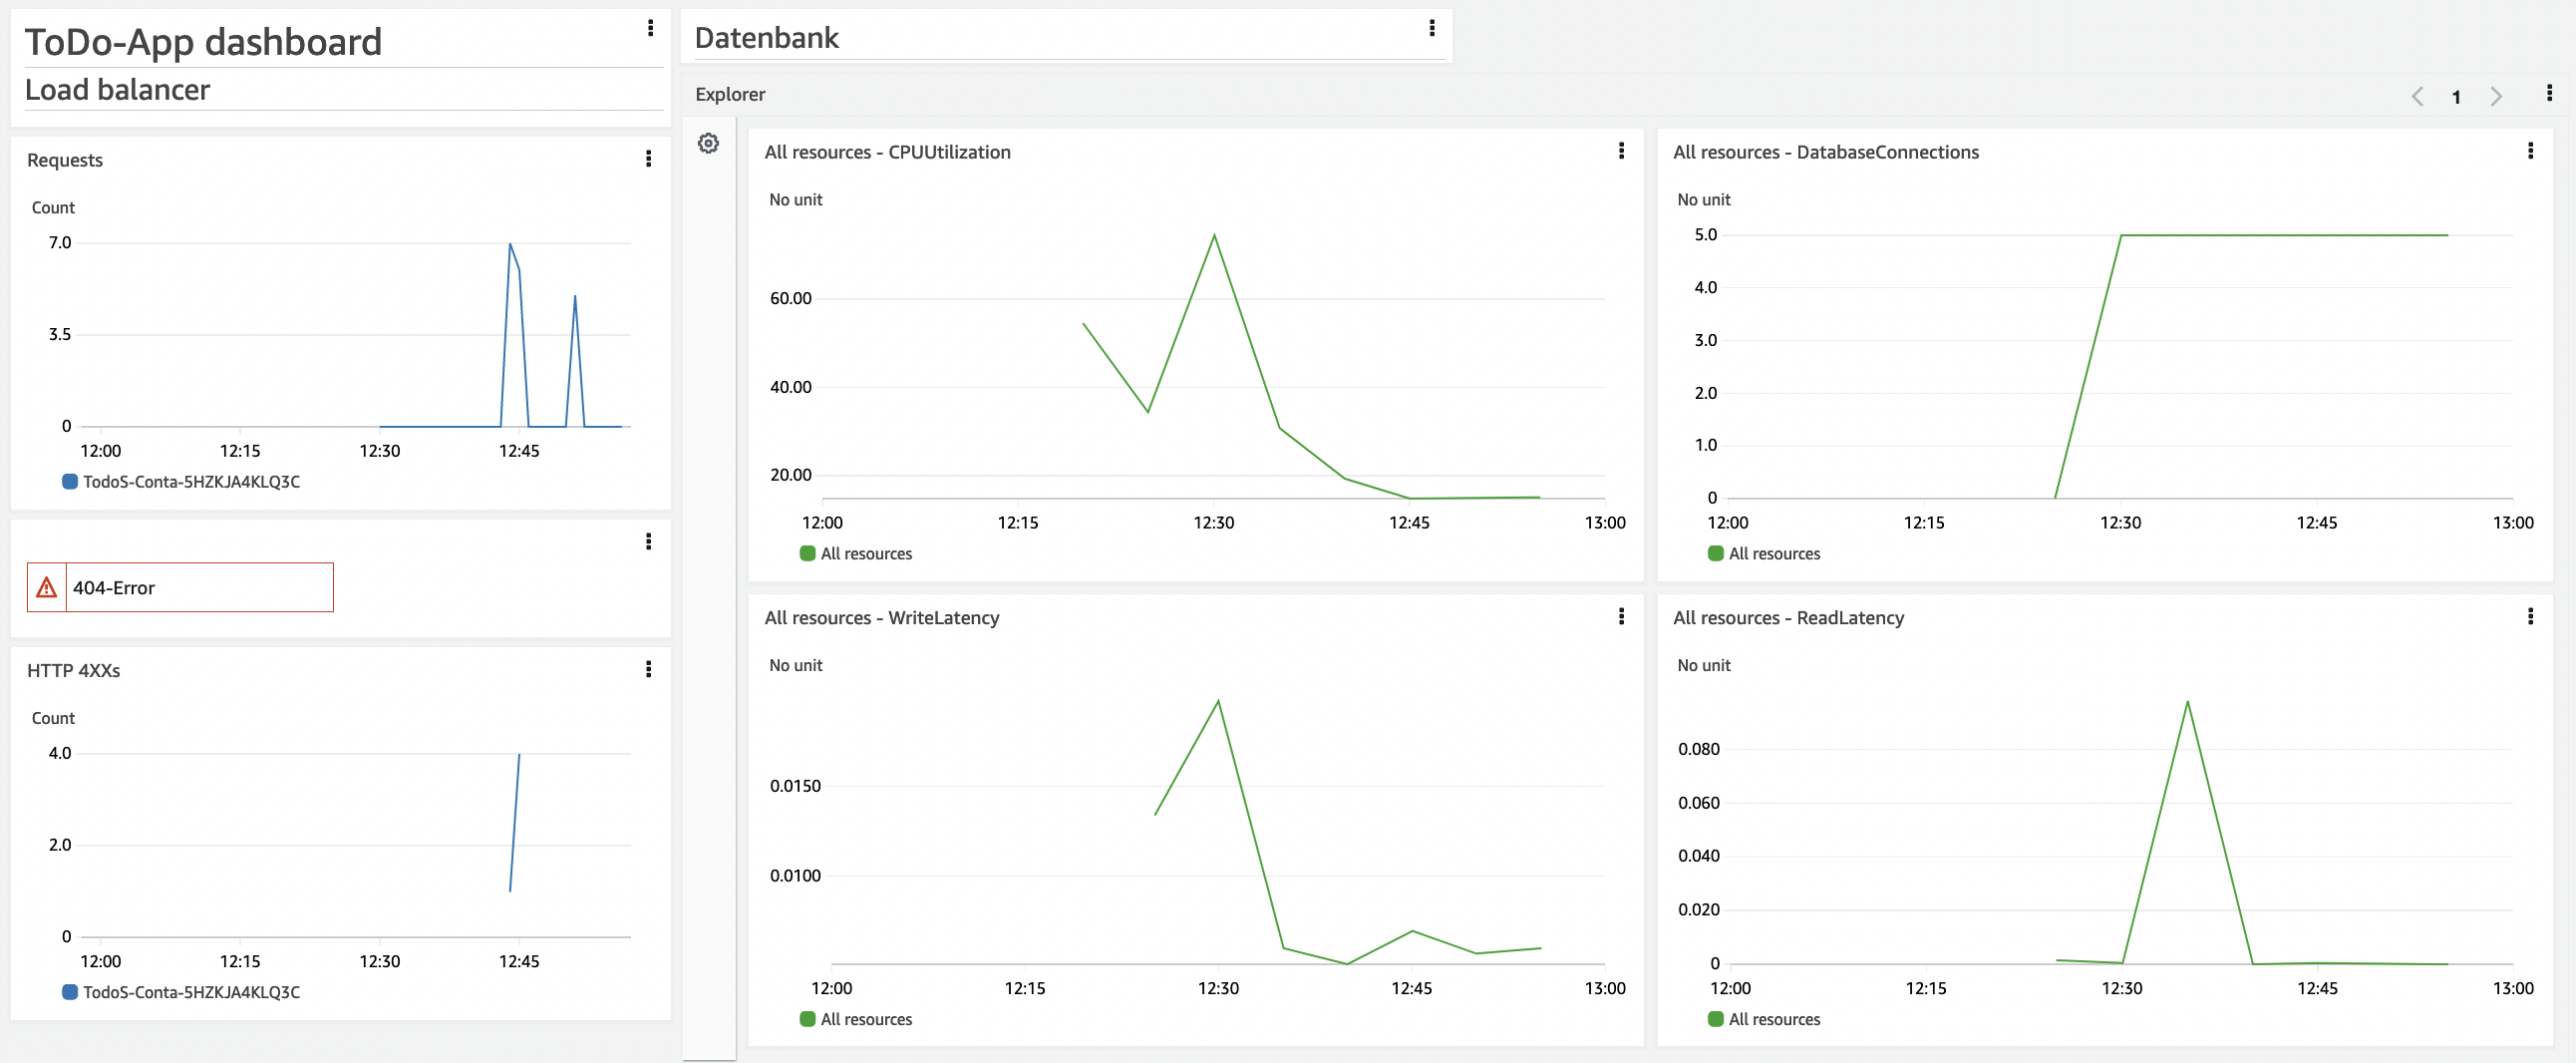 ToDo-App dashboard
Load balancer
Requests
Count
7.0
3.5
0
12:00 12:15 12:30 12:45
TodoS-Conta-5HZKJA4KLQ3C
404-Error
HTTP 4XXs
Count
4.0
2.0
0
12:00 12:15 12:30 12:45
TodoS-Conta-5HZKJA4KLQ3C
Datenbank
Explorer
1
All resources - CPUUtilization
No unit
60.00
40.00
20.00
12:00 12:15 12:30 12:45 13:00
All resources
All resources - DatabaseConnections
No unit
5.0
4.0
3.0
2.0
1.0
0
12:00 12:15 12:30 12:45 13:00
All resources
All resources - WriteLatency
No unit
0.0150
0.0100
12:00 12:15 12:30 12:45 13:00
All resources
All resources - ReadLatency
No unit
0.080
0.060
0.040
0.020
0
12:00 12:15 12:30 12:45 13:00
All resources